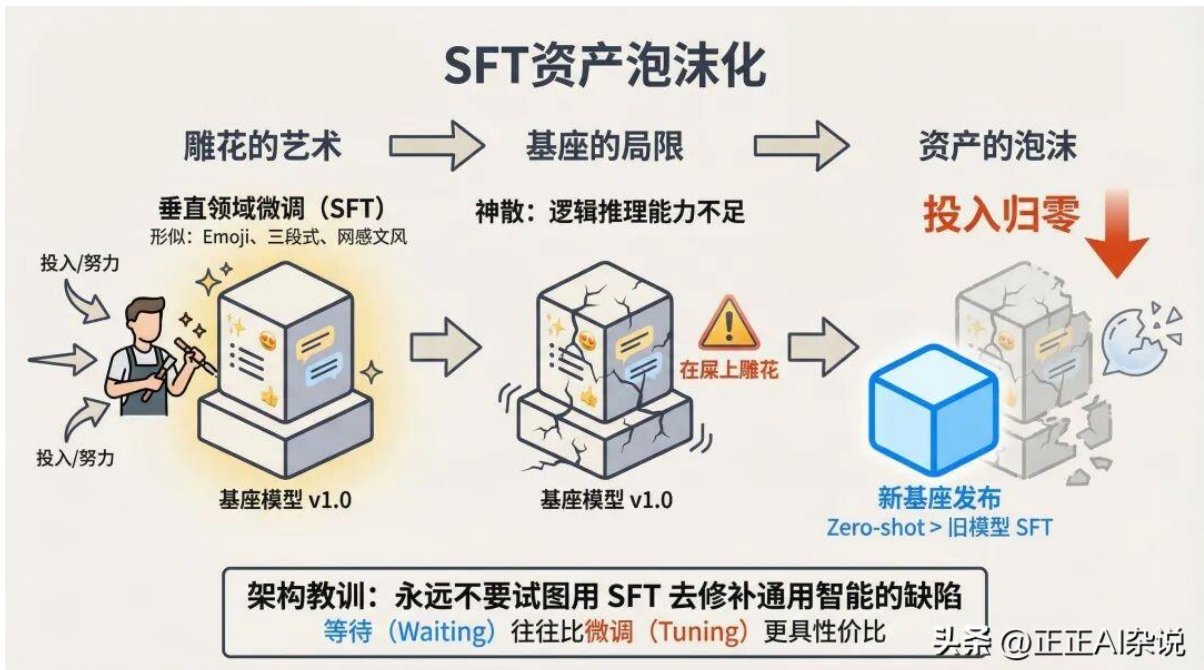 SFT资产泡沫化
雕花的艺术
基座的局限
资产的泡沫
垂直领域微调（SFT）
形似：Emoji、三段式、网感文风
投入/努力
投入/努力
基座模型 v1.0
神散：逻辑推理能力不足
在屎上雕花
基座模型 v1.0
投入归零
新基座发布
Zero-shot > 旧模型 SFT
架构教训：永远不要试图用 SFT 去修补通用智能的缺陷
等待（Waiting）往往比微调（Tuning）更具性价比
头条 @正正AI杂说